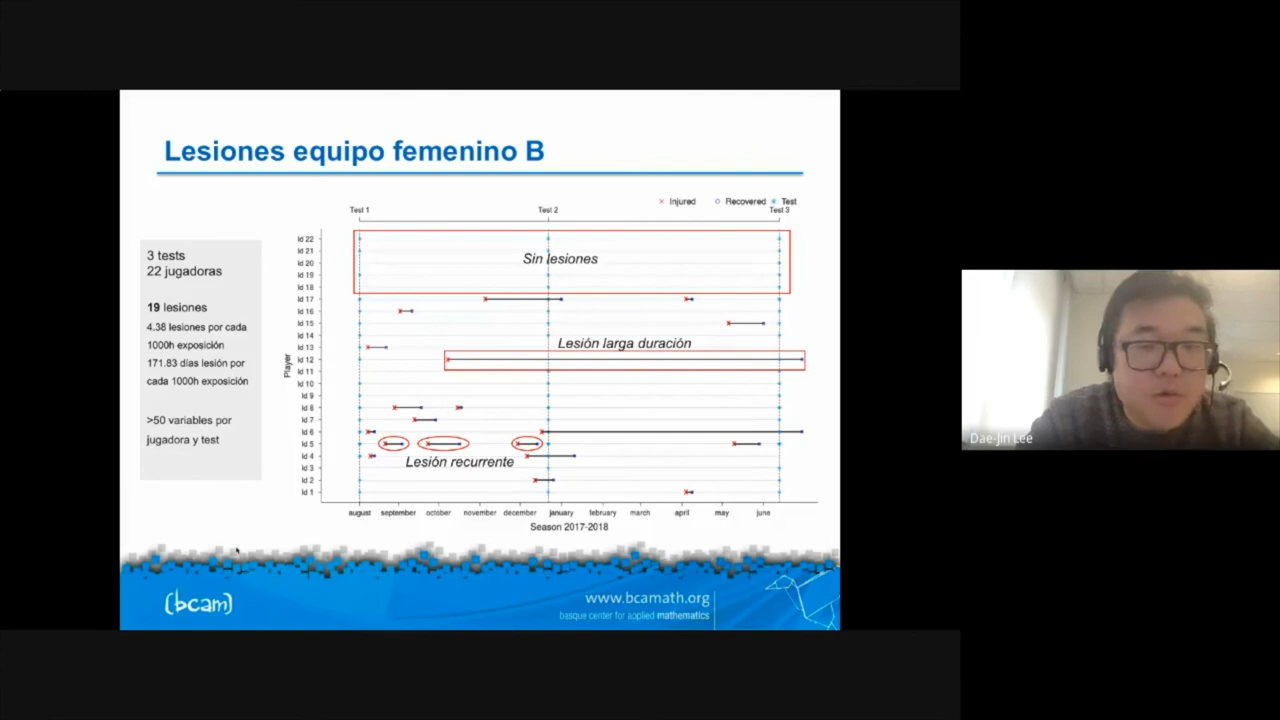 Lesiones equipo femenino B
3 tests
22 jugadoras
19 lesiones
4.38 lesiones por cada
1000h exposición
171.83 días lesión por
cada 1000h exposición
>50 variables por
jugadora y test
Injured Recovered Test
Test 1 Test 2 Test 3
Player
Id 22
Id 21
Id 20
Id 19
Id 18
Id 17
Id 16
Id 15
Id 14
Id 13
Id 12
Id 11
Id 10
Id 9
Id 8
Id 7
Id 6
Id 5
Id 4
Id 3
Id 2
Id 1
Sin lesiones
Lesión larga duración
Lesión recurrente
august september october november december january february march april may june
Season 2017-2018
(bcam)
www.bcamath.org
basque center for applied mathematics
Dae-Jin Lee